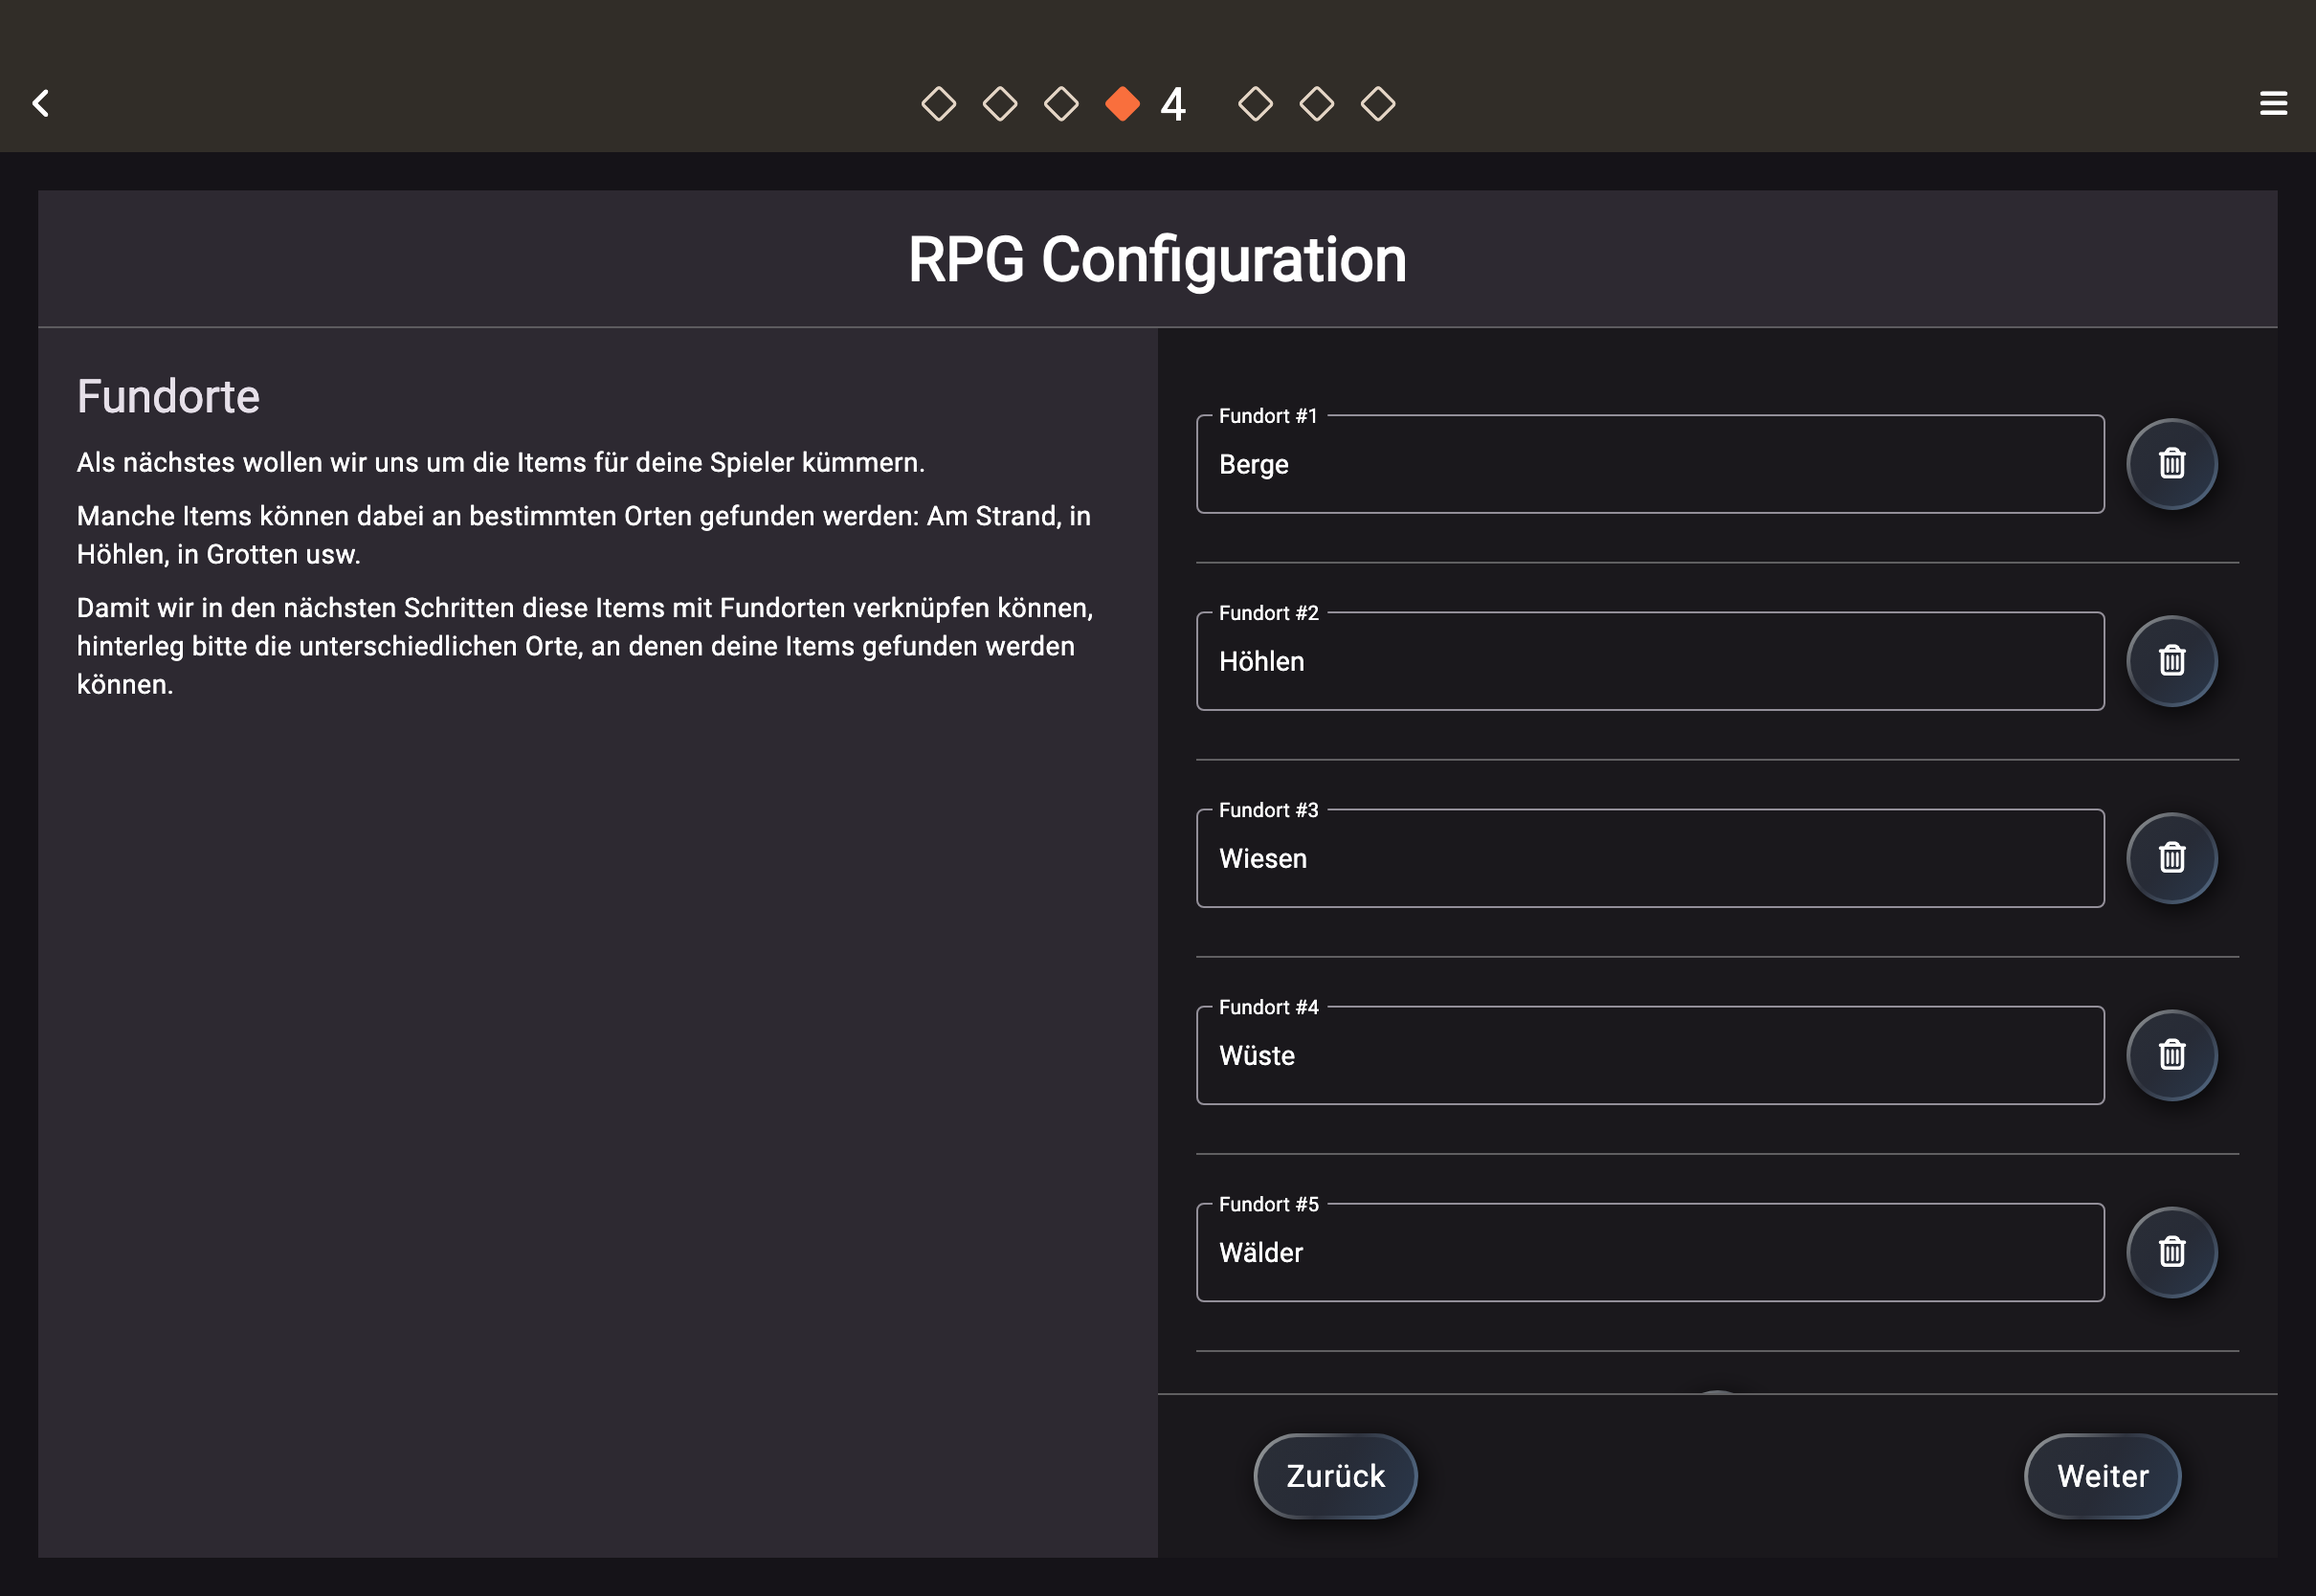 4
RPG Configuration
Fundorte
Als nächstes wollen wir uns um die Items für deine Spieler kümmern.
Manche Items können dabei an bestimmten Orten gefunden werden: Am Strand, in
Höhlen, in Grotten usw.
Damit wir in den nächsten Schritten diese Items mit Fundorten verknüpfen können,
hinterleg bitte die unterschiedlichen Orte, an denen deine Items gefunden werden
können.
Fundort #1
Berge
Fundort #2
Höhlen
Fundort #3
Wiesen
Fundort #4
Wüste
Fundort #5
Wälder
Zurück
Weiter